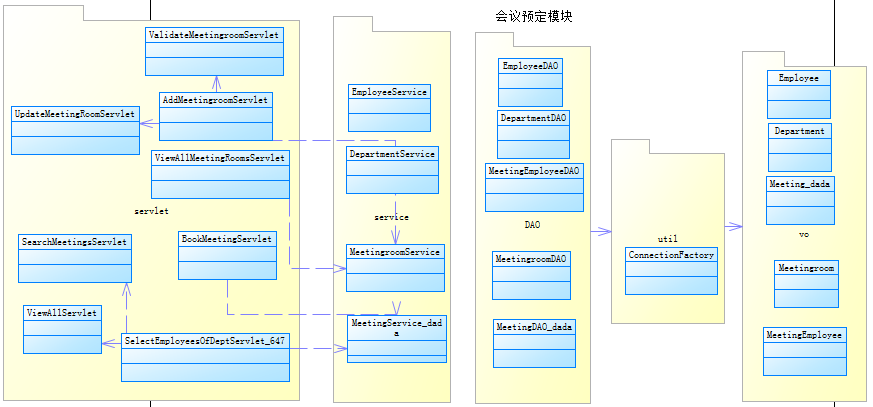 会议预定模块
ValidateMeetingroomServlet
UpdateMeetingRoomServlet
AddMeetingroomServlet
ViewAllMeetingRoomsServlet
servlet
SearchMeetingsServlet
BookMeetingServlet
ViewAllServlet
SelectEmployeesOfDeptServlet_647
EmployeeService
DepartmentService
service
MeetingroomService
MeetingService_dad
a
EmployeeDAO
DepartmentDAO
MeetingEmployeeDAO
DAO
MeetingroomDAO
MeetingDAO_dada
util
ConnectionFactory
Employee
Department
Meeting_dada
vo
Meetingroom
MeetingEmployee